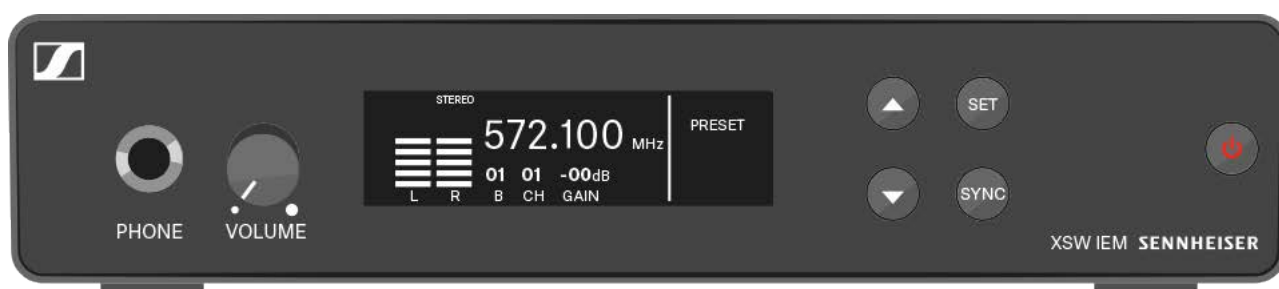 STEREO
572.100 MHz
PRESET
01 01 -00dB
L R B CH GAIN
PHONE
VOLUME
SET
SYNC
XSW IEM SENNHEISER